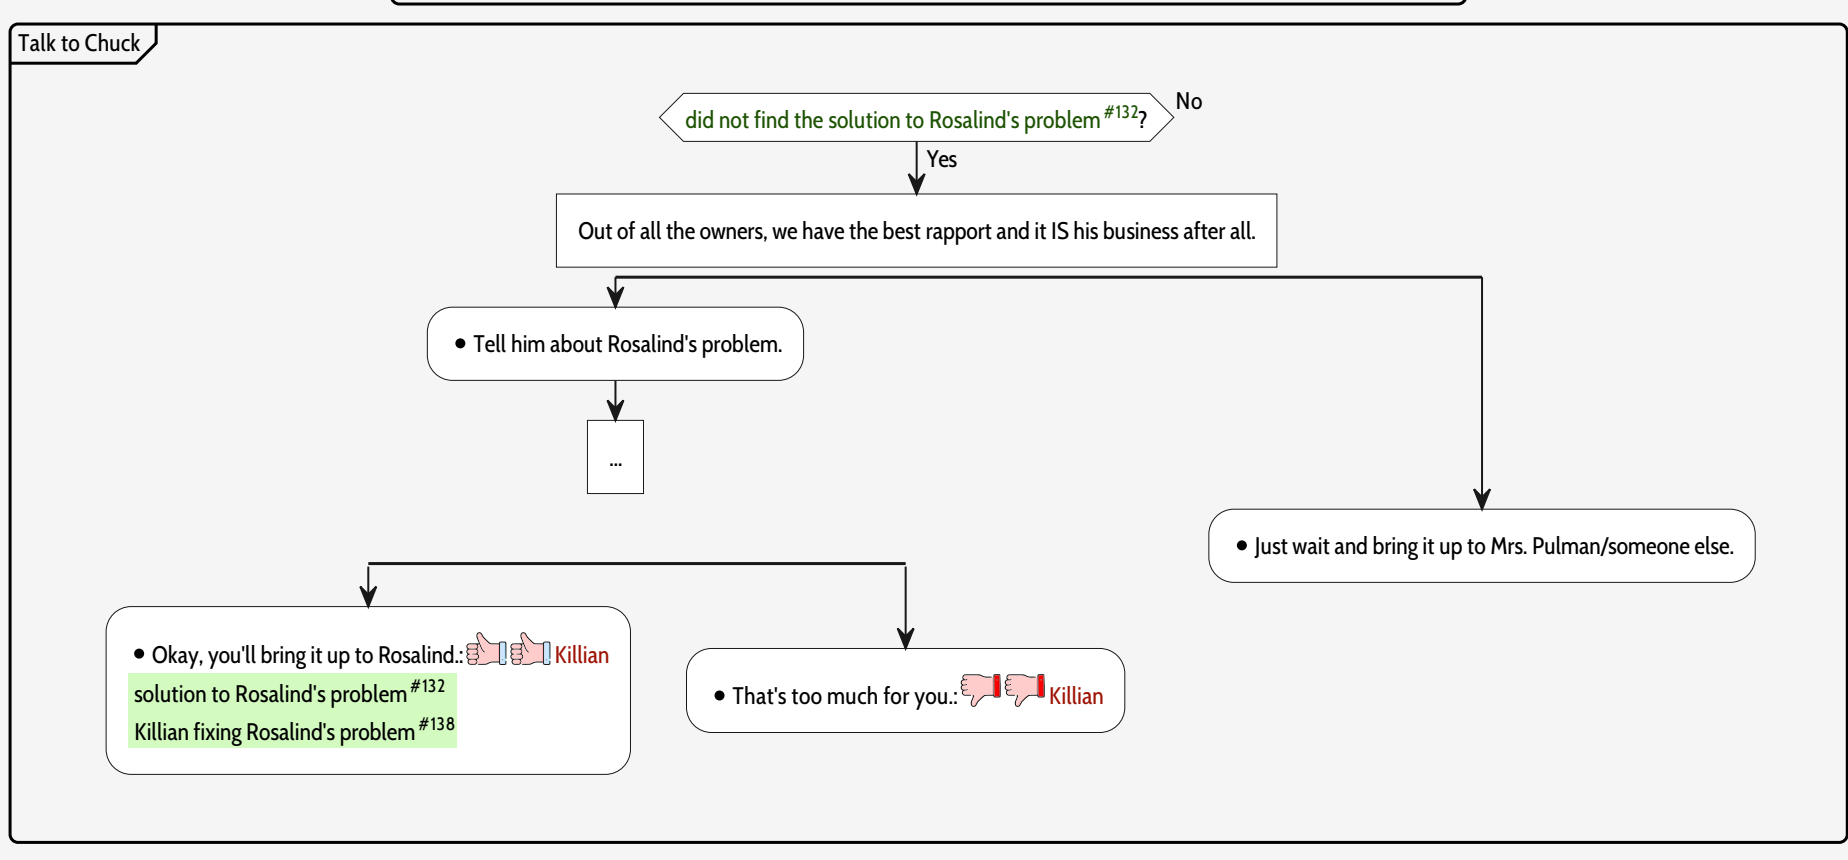 Talk to Chuck
did not find the solution to Rosalind's problem #132?
No
Yes
Out of all the owners, we have the best rapport and it IS his business after all.
• Tell him about Rosalind's problem.
...
• Just wait and bring it up to Mrs. Pulman/someone else.
• Okay, you'll bring it up to Rosalind.: Killian
solution to Rosalind's problem #132
Killian fixing Rosalind's problem #138
• That's too much for you.: Killian